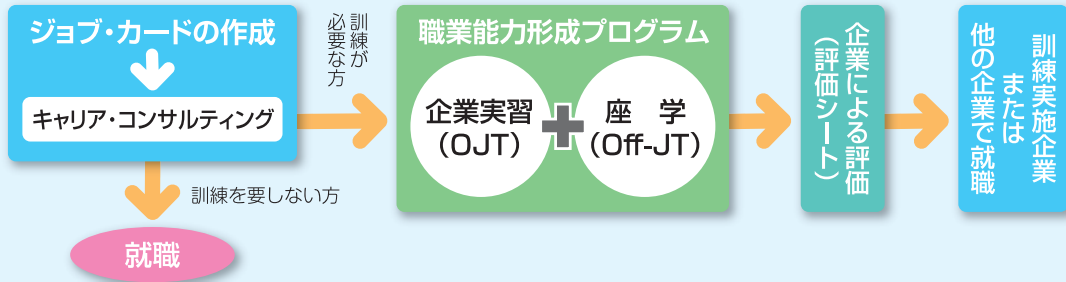 ジョブ・カードの作成
キャリア・コンサルティング
訓練を要しない方
就職
訓練が
必要な方
職業能力形成プログラム
企業実習
（OJT）
座　学
（Off-JT）
企業による評価
（評価シート）
訓練実施企業
または
他の企業で就職